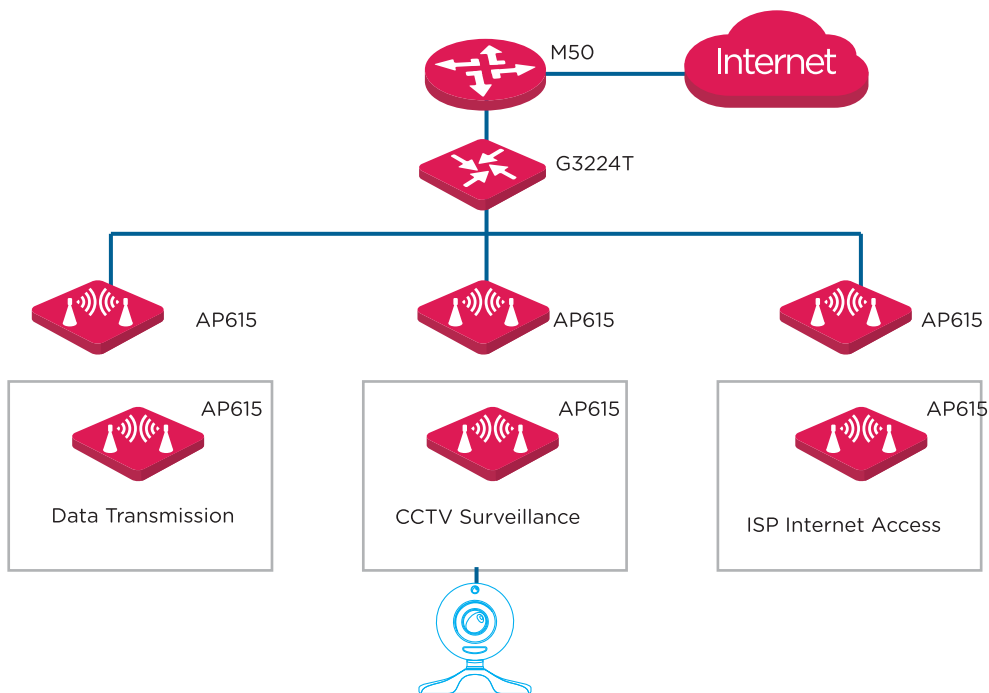 M50
Internet
G3224T
AP615
AP615
AP615
AP615
AP615
AP615
Data Transmission
CCTV Surveillance
ISP Internet Access